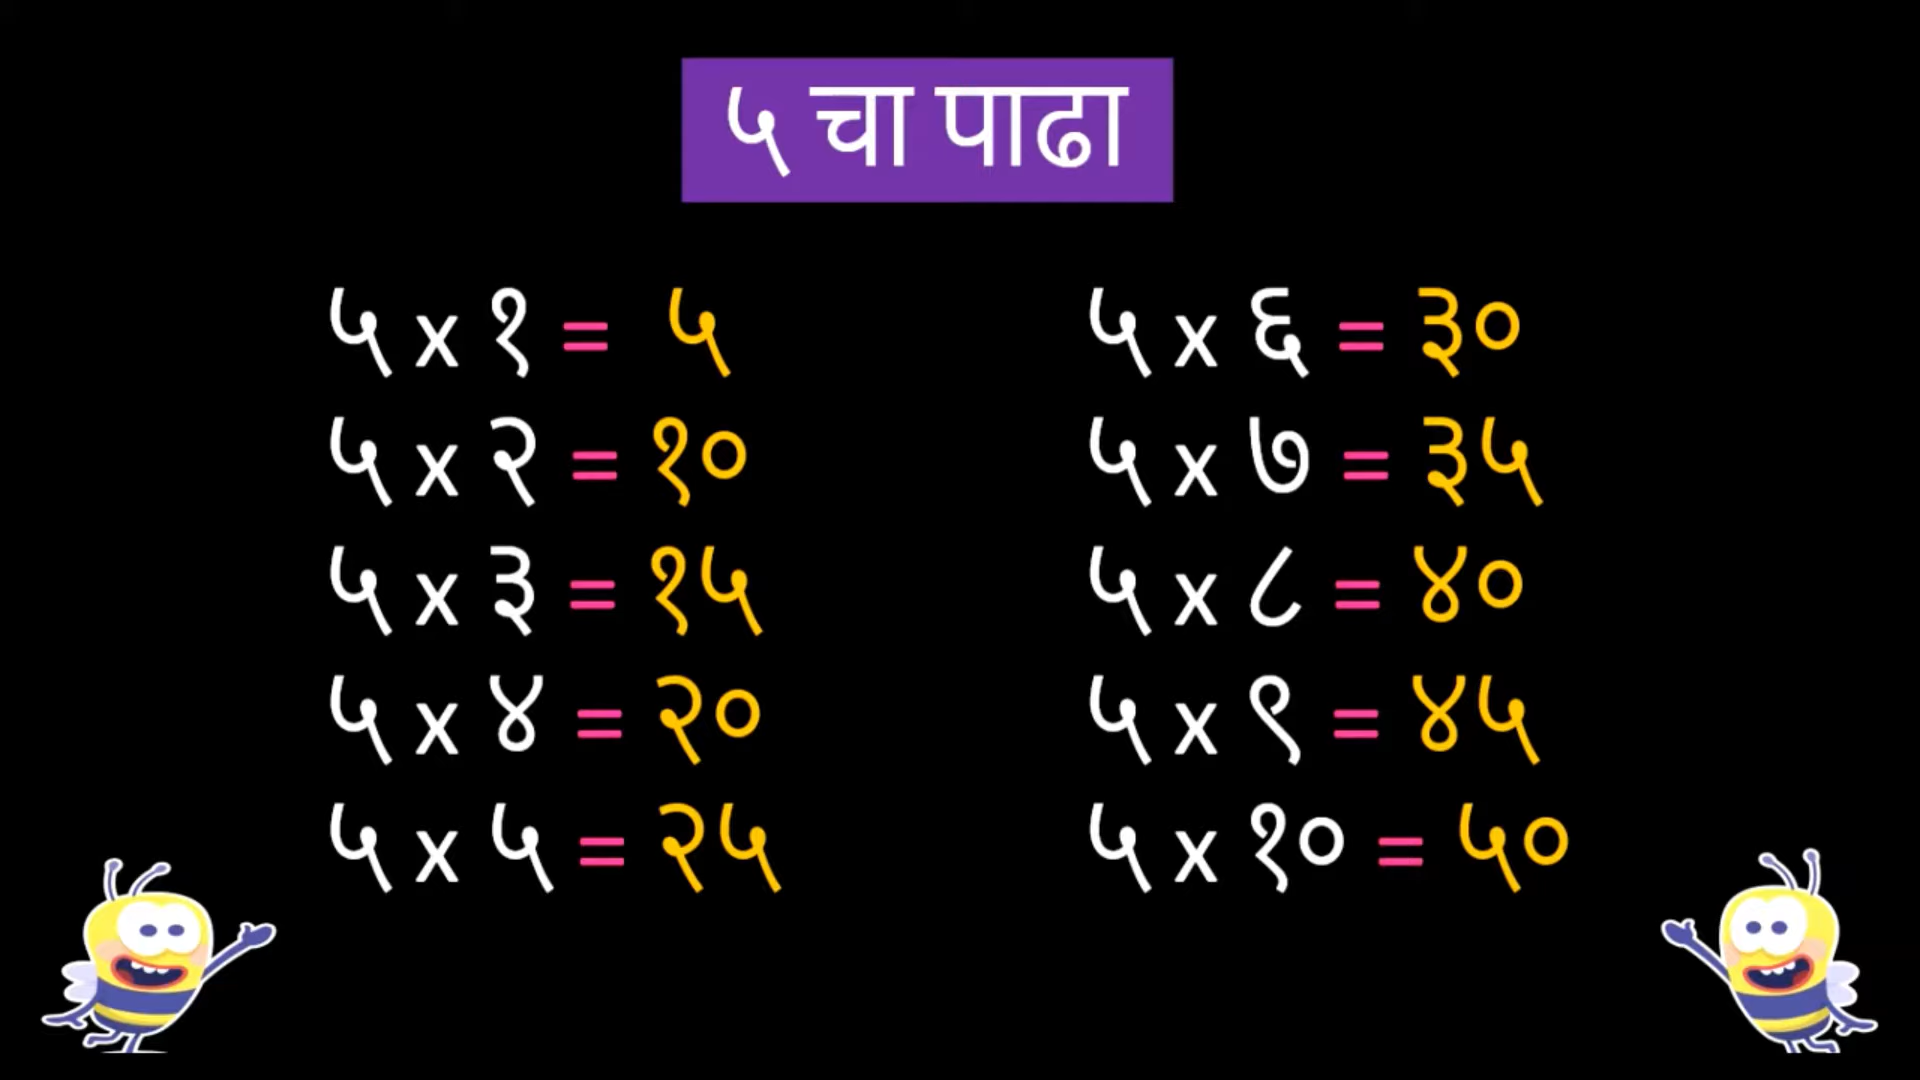 ५ चा पाढा
५ x १ = ५
५ x २ = १०
५ x ३ = १५
५ x ४ = २०
५ x ५ = २५
५ x ६ = ३०
५ x ७ = ३५
५ x ८ = ४०
५ x ९ = ४५
५ x १० = ५०